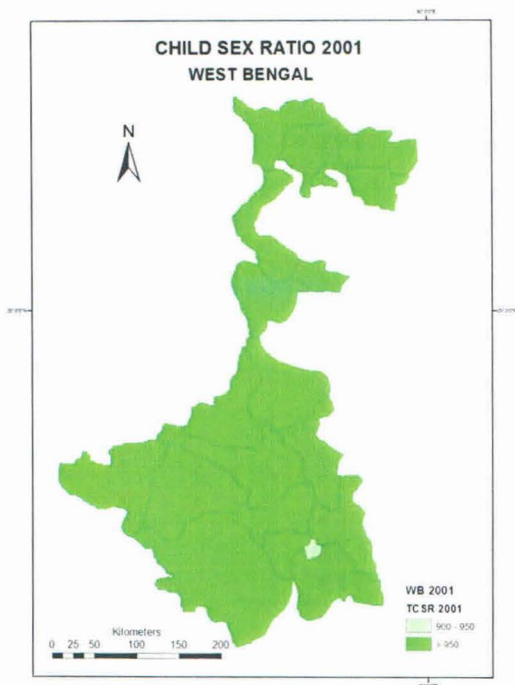 CHILD SEX RATIO 2001
WEST BENGAL
N
Kilometers
0 25 50 100 150 200
WB 2001
TCSR 2001
900 - 950
> 950